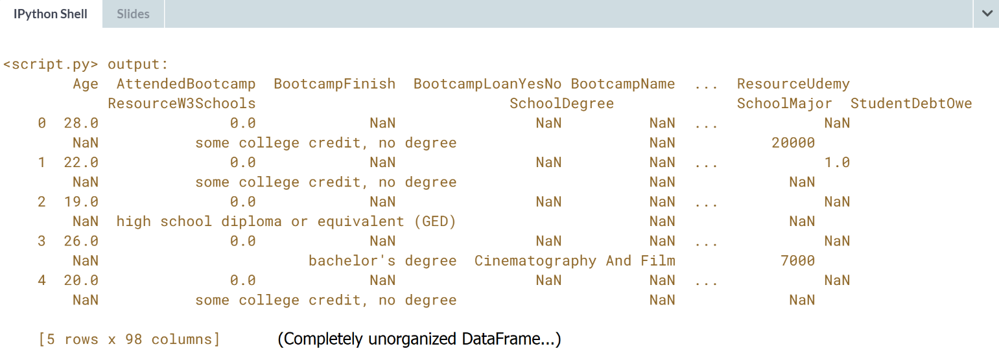 IPython Shell Slides
<script.py> output:
Age AttendedBootcamp BootcampFinish BootcampLoanYesNo BootcampName ... ResourceUdemy
ResourceW3Schools SchoolDegree SchoolMajor StudentDebtOwe
0 28.0 0.0 NaN NaN NaN ... NaN
NaN some college credit, no degree NaN 20000
1 22.0 0.0 NaN NaN NaN ... 1.0
NaN some college credit, no degree NaN NaN
2 19.0 0.0 NaN NaN NaN ... NaN
NaN high school diploma or equivalent (GED) NaN NaN
3 26.0 0.0 NaN NaN NaN ... NaN
NaN bachelor's degree Cinematography And Film 7000
4 20.0 0.0 NaN NaN NaN ... NaN
NaN some college credit, no degree NaN NaN
[5 rows x 98 columns] (Completely unorganized DataFrame...)